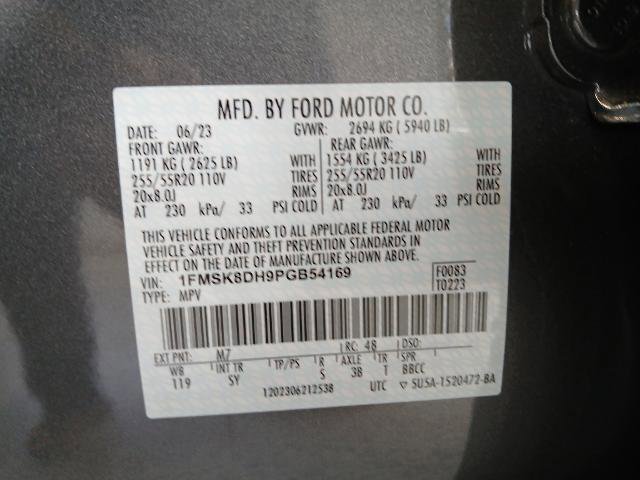 MFD. BY FORD MOTOR CO.
DATE: 06/23 GVWR: 2694 KG ( 5940 LB)
FRONT GAWR: REAR GAWR:
1191 KG ( 2625 LB) WITH 1554 KG ( 3425 LB) WITH
255/55R20 110V TIRES 255/55R20 110V TIRES
20x8.0J RIMS 20x8.0J RIMS
AT 230 kPa/ 33 PSI COLD AT 230 kPa/ 33 PSI COLD
THIS VEHICLE CONFORMS TO ALL APPLICABLE FEDERAL MOTOR
VEHICLE SAFETY AND THEFT PREVENTION STANDARDS IN
EFFECT ON THE DATE OF MANUFACTURE SHOWN ABOVE.
VIN: 1FMSK8DH9PGB54169 F0083
TYPE: MPV T0223
EXT PNT: M7 RC: 48 DSO:
WB INT TR TP/PS R AXLE TR SPR
119 SY S 3B T BBCC
1202306212538 UTC ▽ SU5A-1520472-BA